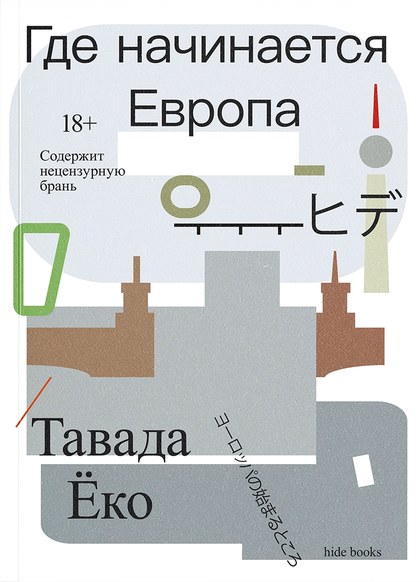 Где начинается
Европа
18+
Содержит
нецензурную
брань
ヒデ
Тавада
Ёко
ヨーロッパの始まるところ
hide books